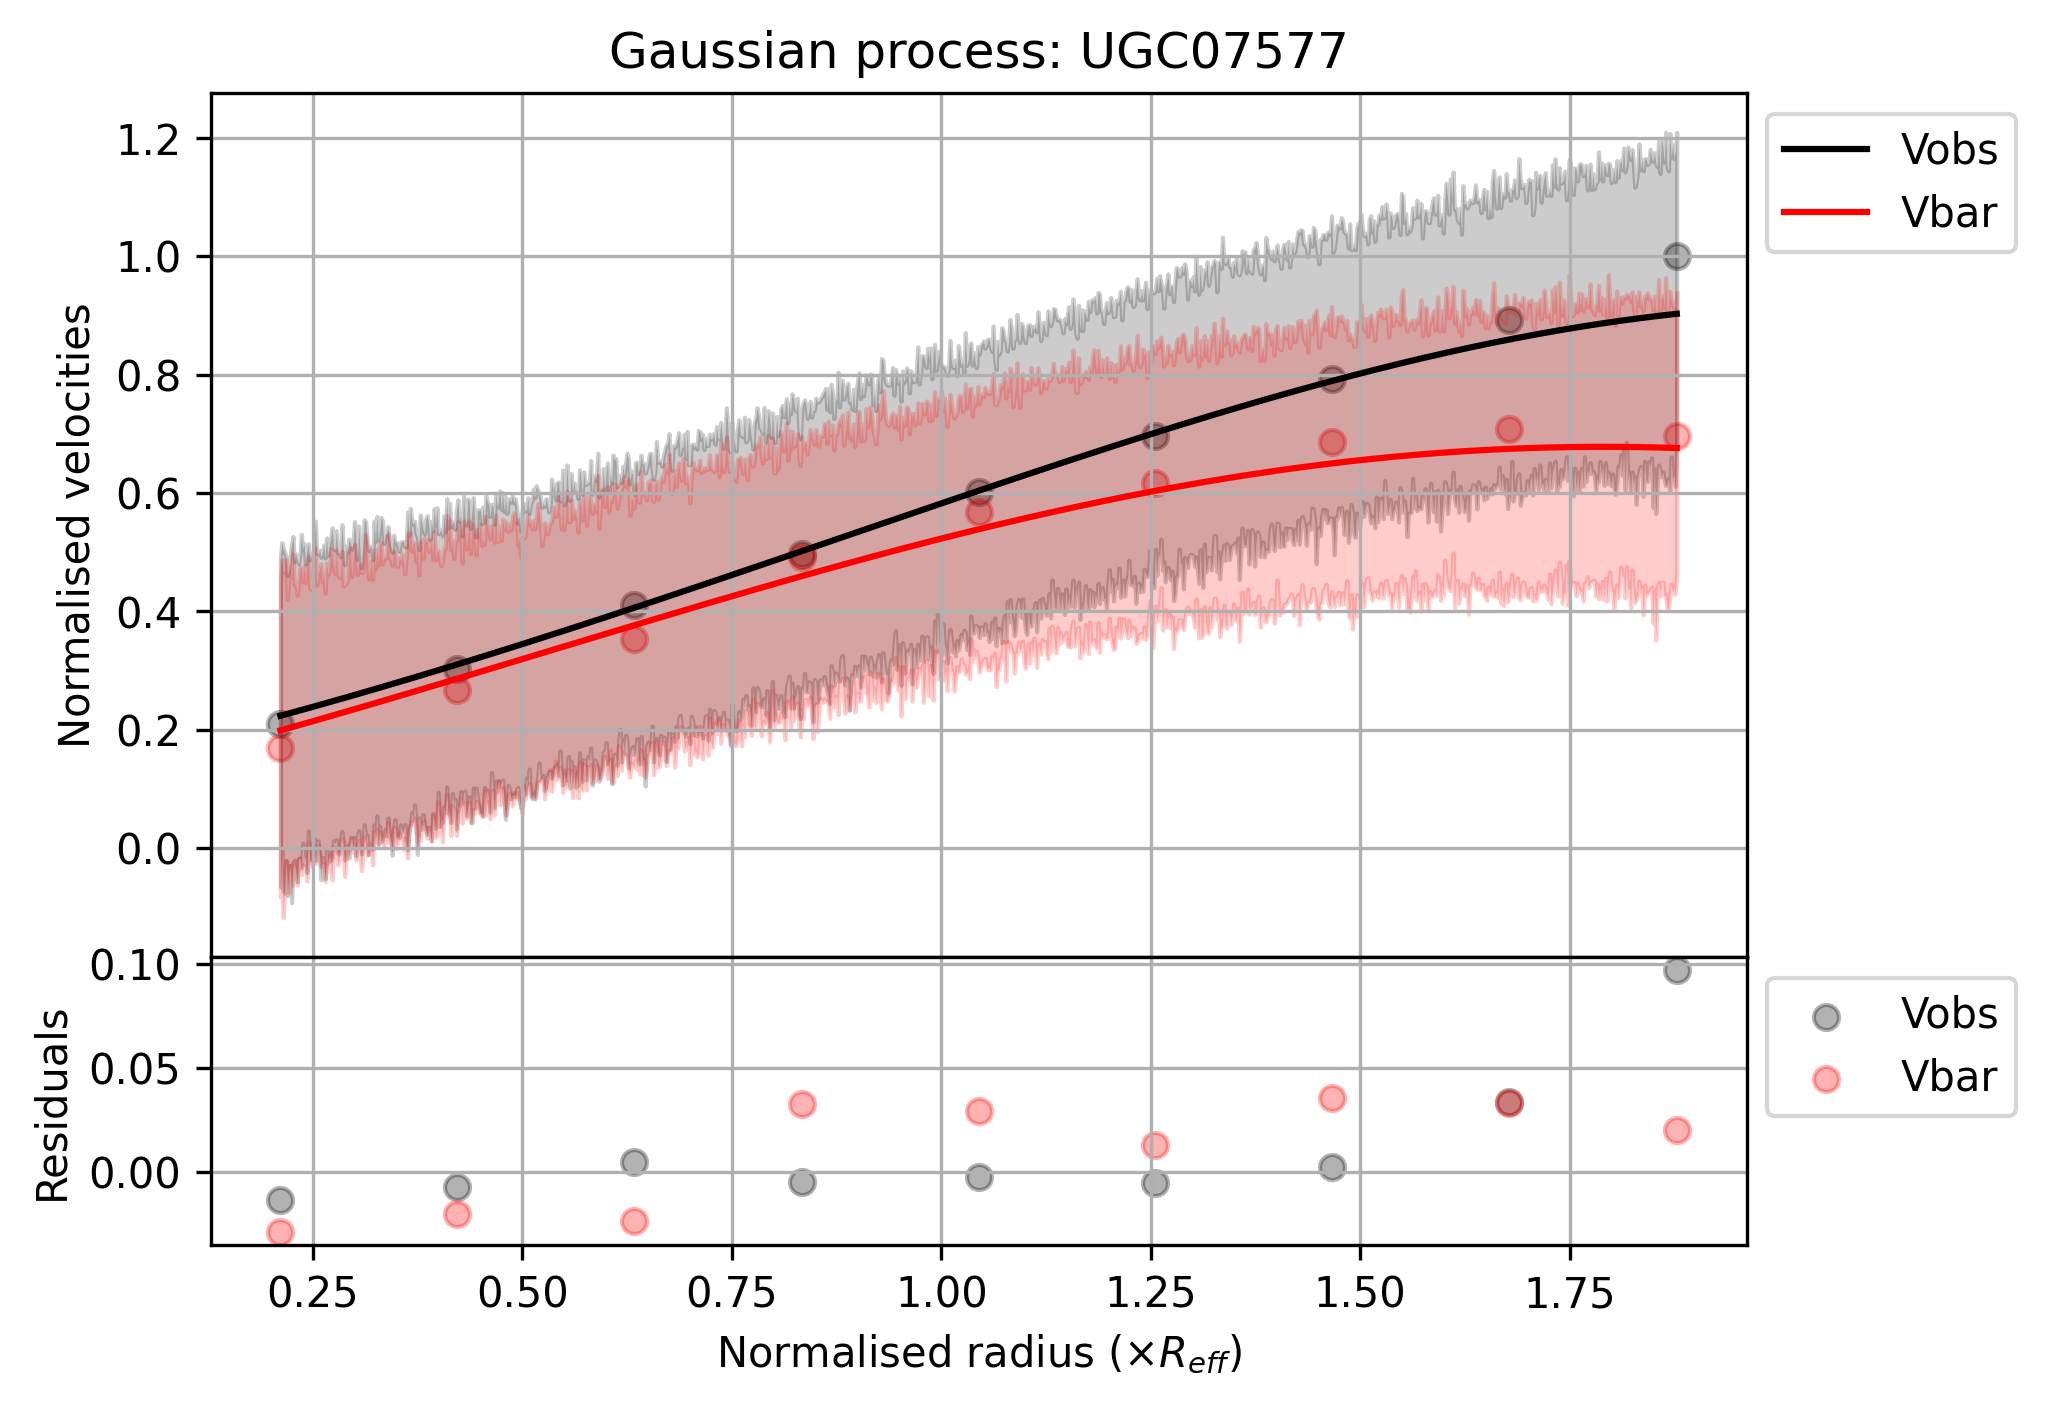 Gaussian process: UGC07577
1.2
1.0
0.8
0.6
0.4
0.2
0.0
Normalised velocities
Vobs
Vbar
0.10
0.05
0.00
Residuals
Vobs
Vbar
0.25 0.50 0.75 1.00 1.25 1.50 1.75
Normalised radius (×R_eff)